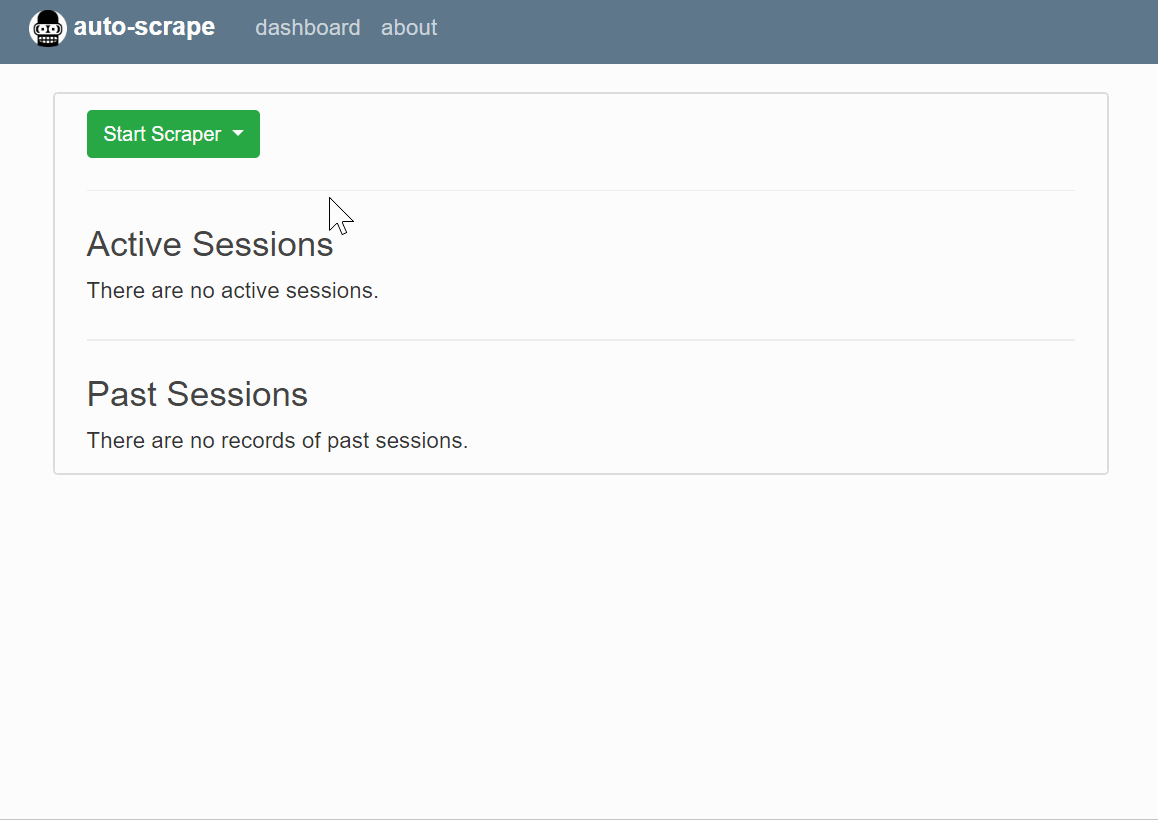 auto-scrape dashboard about
Start Scraper
Active Sessions
There are no active sessions.
Past Sessions
There are no records of past sessions.